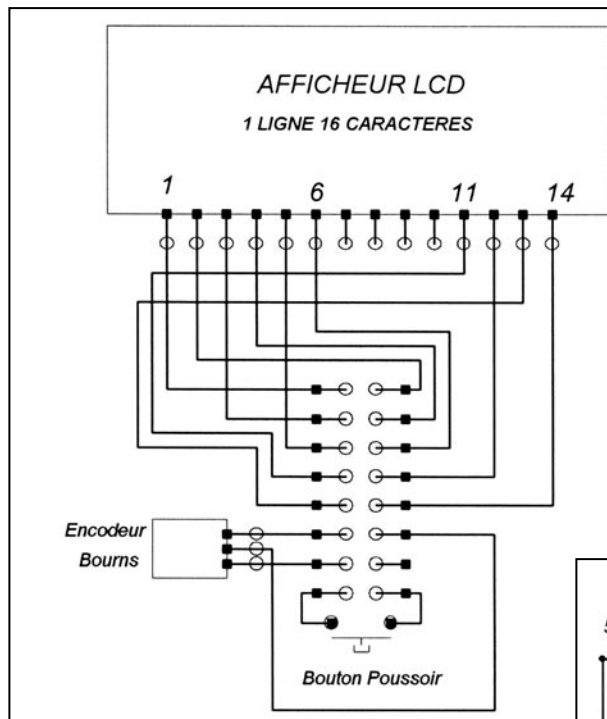 AFFICHEUR LCD
1 LIGNE 16 CARACTERES
1 6 11 14
Encodeur
Bourns
Bouton Poussoir